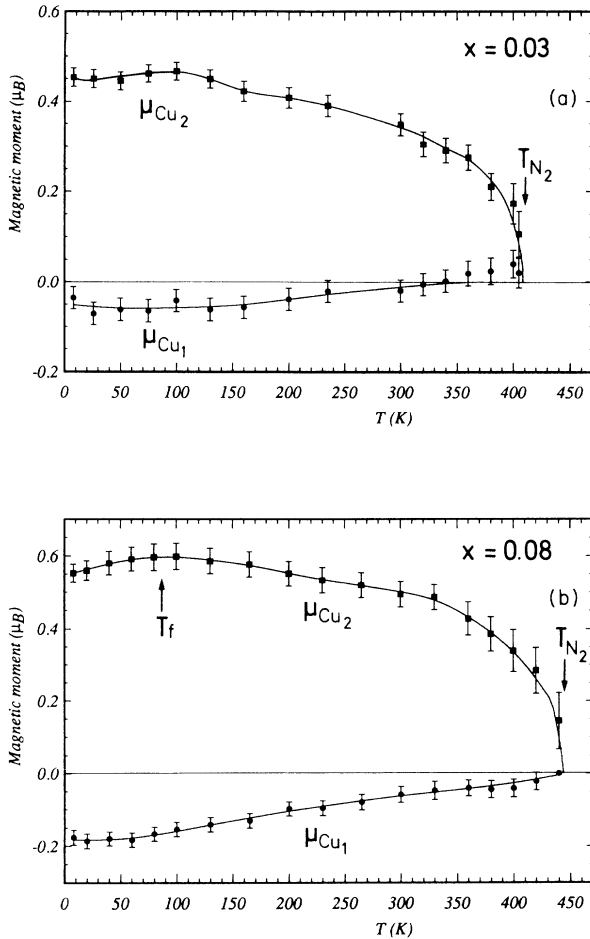 x = 0.03
(a)
0.6
0.4
0.2
0.0
-0.2
Magnetic moment (μB)
μCu2
TN2
μCu1
0 50 100 150 200 250 300 350 400 450
T (K)
x = 0.08
(b)
0.6
0.4
0.2
0.0
-0.2
Magnetic moment (μB)
Tf
μCu2
TN2
μCu1
0 50 100 150 200 250 300 350 400 450
T (K)